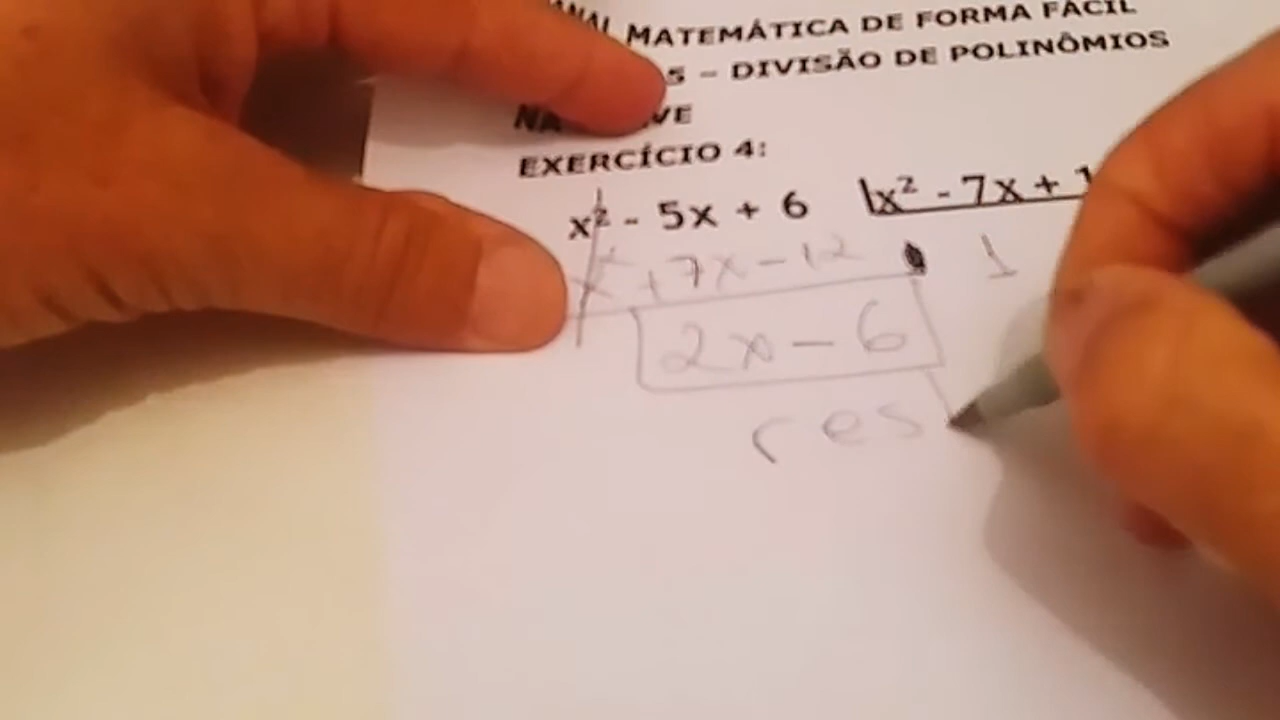 MATEMÁTICA DE FORMA FÁCIL
– DIVISÃO DE POLINÔMIOS
EXERCÍCIO 4:
x² - 5x + 6 x² - 7x + 1
+7x - 12 1
2x - 6
res